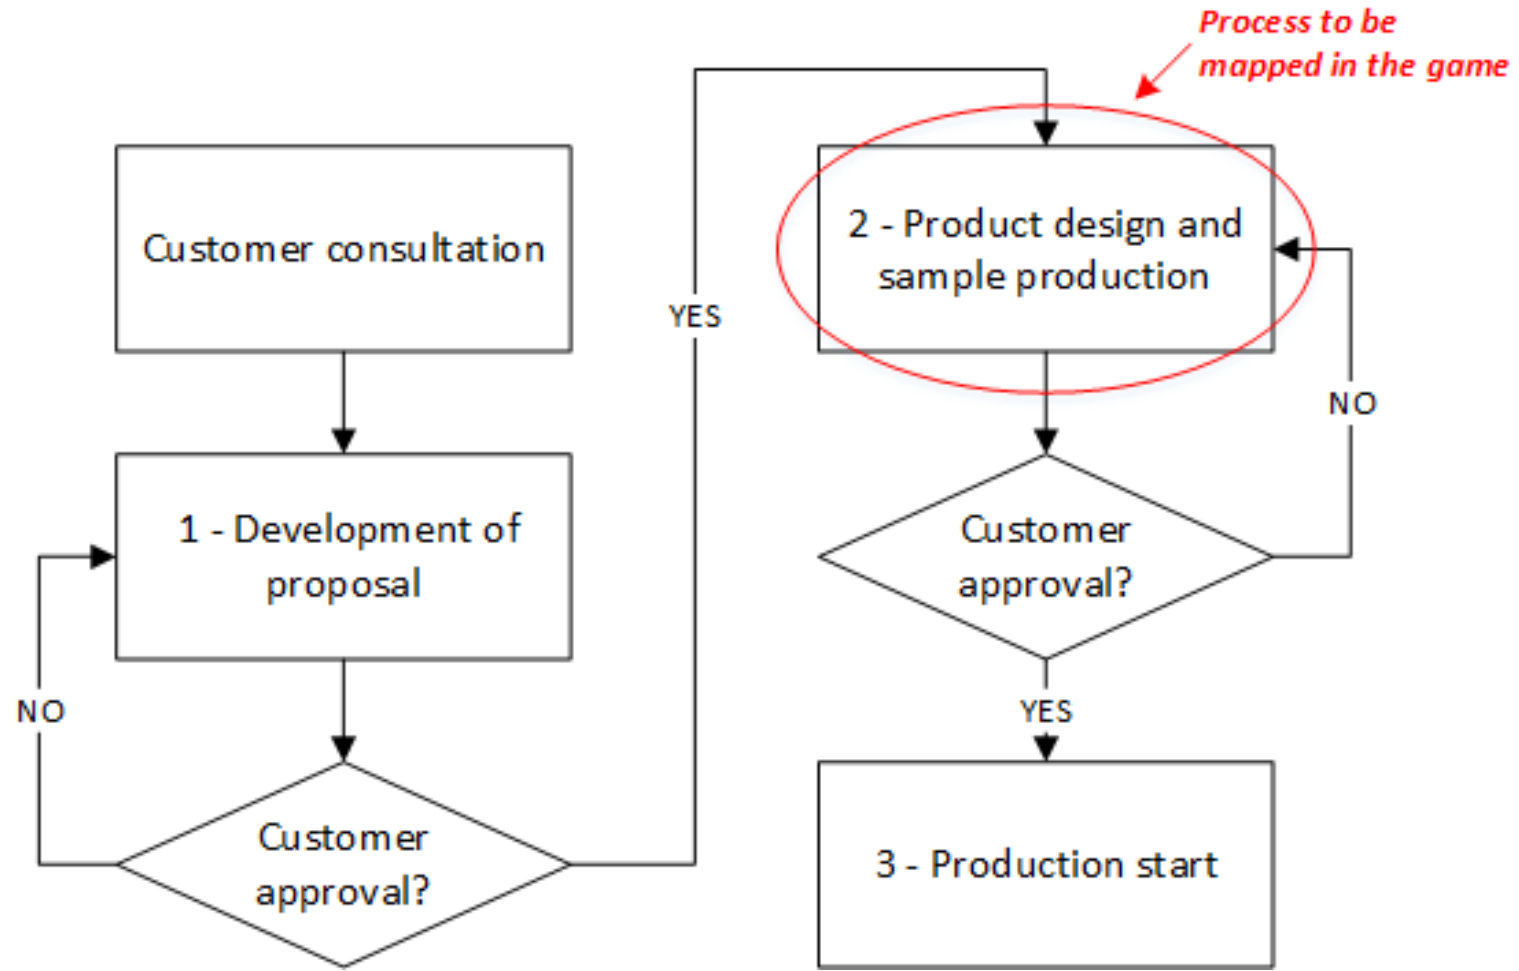 Process to be
mapped in the game
Customer consultation
1 - Development of
proposal
NO
Customer
approval?
YES
2 - Product design and
sample production
NO
Customer
approval?
YES
3 - Production start